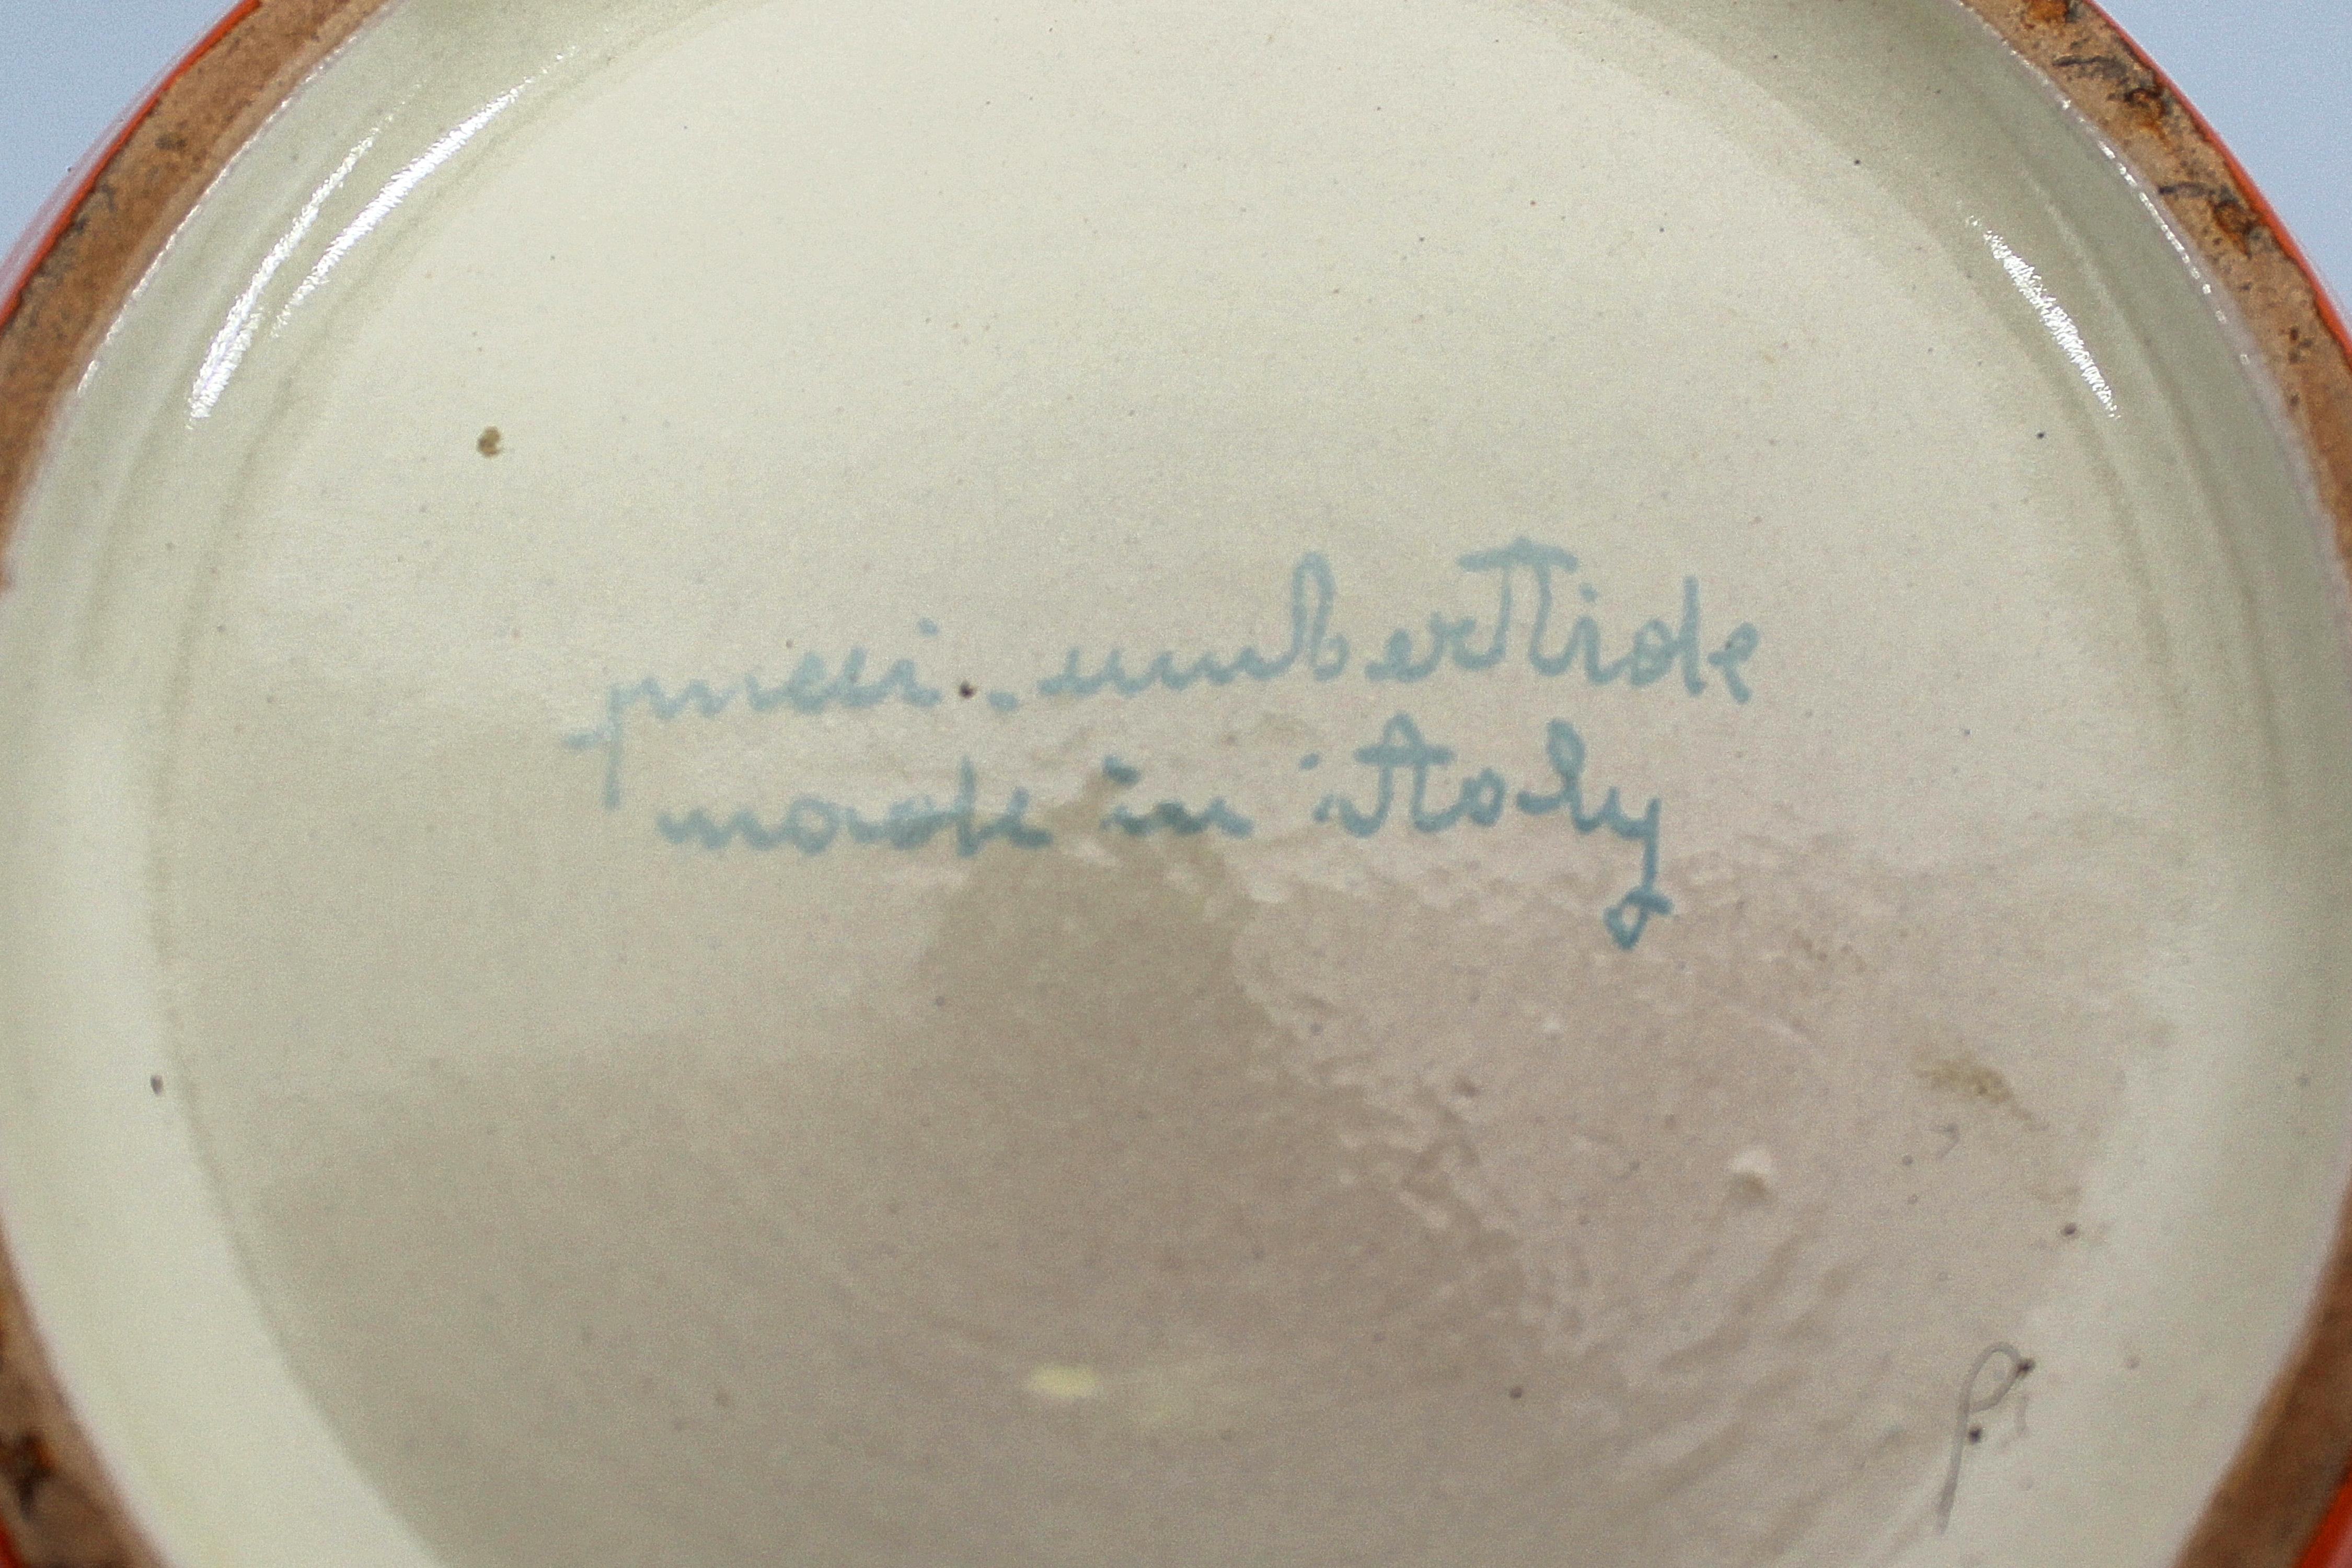 pucci. umbertide
made in italy